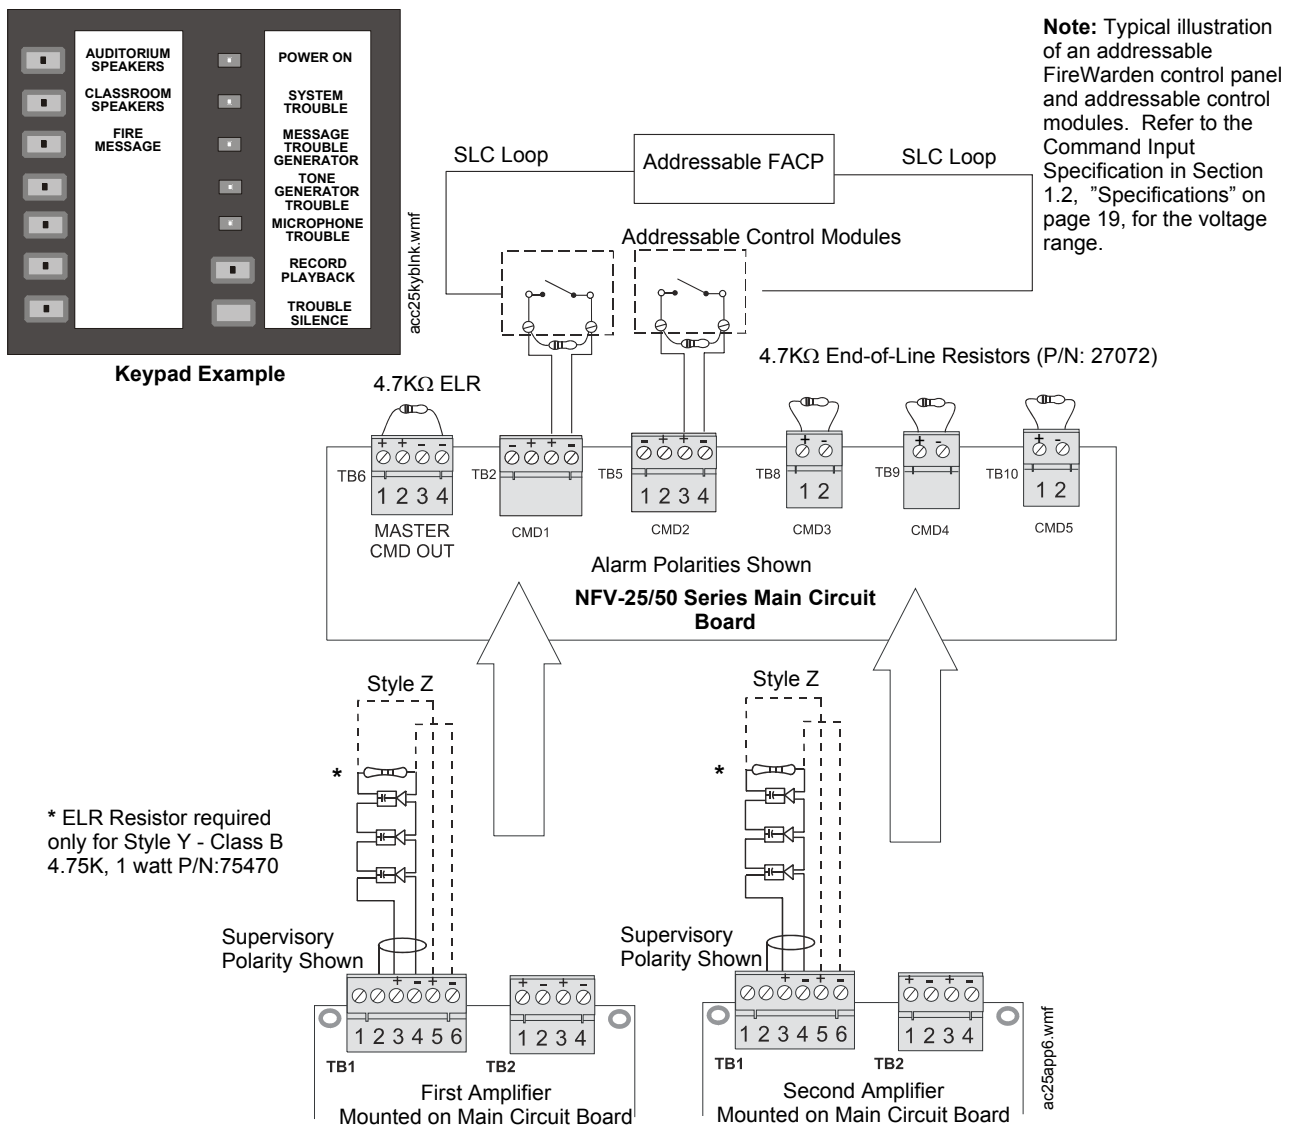 AUDITORIUM
SPEAKERS
CLASSROOM
SPEAKERS
FIRE
MESSAGE
POWER ON
SYSTEM
TROUBLE
MESSAGE
TROUBLE
GENERATOR
TONE
GENERATOR
TROUBLE
MICROPHONE
TROUBLE
RECORD
PLAYBACK
TROUBLE
SILENCE
acc25kyblnk.wmf
Keypad Example
Note: Typical illustration
of an addressable
FireWarden control panel
and addressable control
modules. Refer to the
Command Input
Specification in Section
1.2, ”Specifications” on
page 19, for the voltage
range.
SLC Loop
Addressable FACP
SLC Loop
Addressable Control Modules
4.7KΩ ELR
4.7KΩ End-of-Line Resistors (P/N: 27072)
+ + - -
TB6
1 2 3 4
MASTER
CMD OUT
- + + -
TB2
CMD1
- + + -
TB5
1 2 3 4
CMD2
+ -
TB8
1 2
CMD3
+ -
TB9
CMD4
+ -
TB10
1 2
CMD5
Alarm Polarities Shown
NFV-25/50 Series Main Circuit
Board
Style Z
*
Style Z
*
* ELR Resistor required
only for Style Y - Class B
4.75K, 1 watt P/N:75470
Supervisory
Polarity Shown
+ - + -
1 2 3 4 5 6
TB1
+ - + -
1 2 3 4
TB2
First Amplifier
Mounted on Main Circuit Board
Supervisory
Polarity Shown
+ - + -
1 2 3 4 5 6
TB1
+ - + -
1 2 3 4
TB2
Second Amplifier
Mounted on Main Circuit Board
ac25app6.wmf